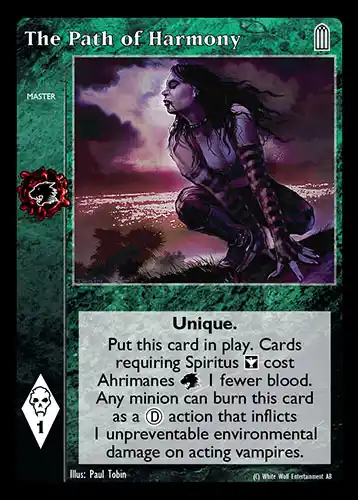 The Path of Harmony
MASTER
Unique.
Put this card in play. Cards
requiring Spiritus cost
Ahrimanes 1 fewer blood.
Any minion can burn this card
as a Ⓓ action that inflicts
1 unpreventable environmental
damage on acting vampires.
1
Illus: Paul Tobin
(C) White Wolf Entertainment AB